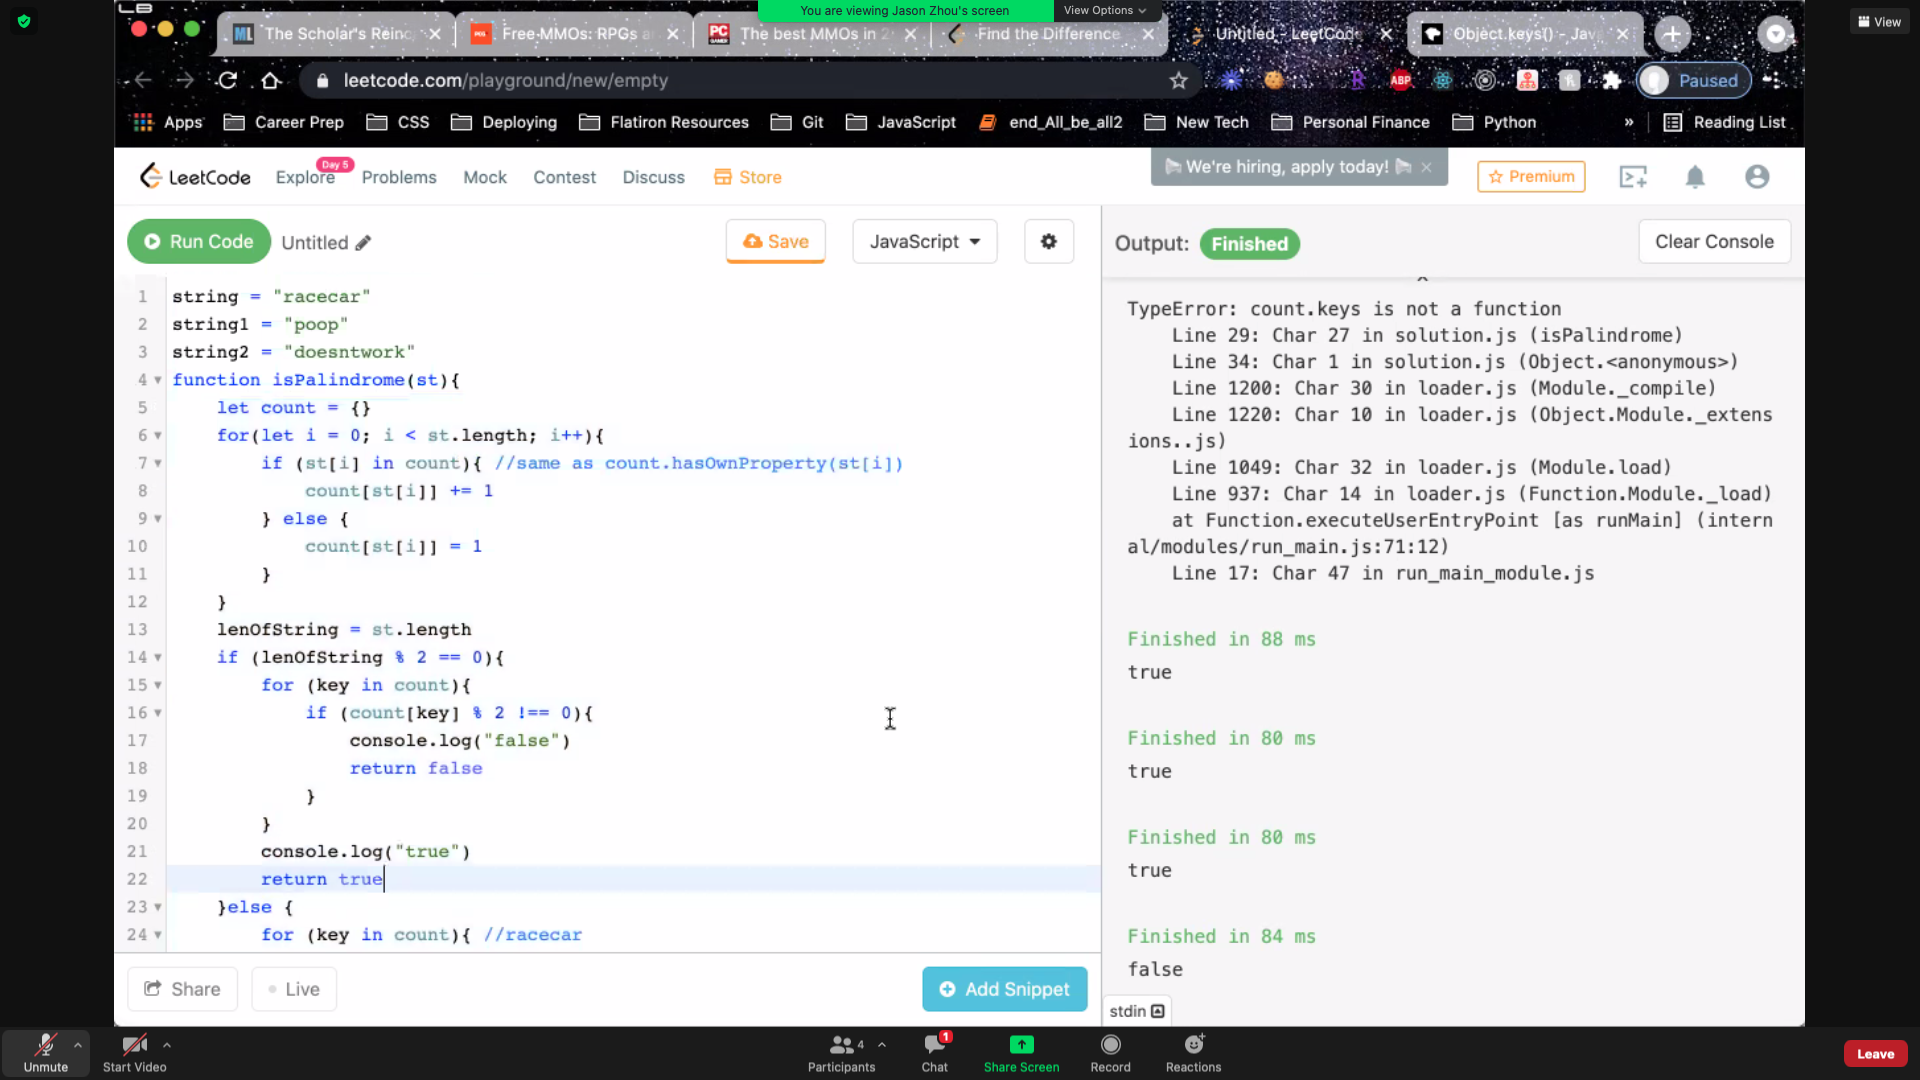 You are viewing Jason Zhou's screen
View Options
View
The Scholar's Reinc
Free MMOs: RPGs a
The best MMOs in 2
Find the Difference
Untitled - LeetCode
Object.keys() - Jav
leetcode.com/playground/new/empty
ABP
Paused
Apps
Career Prep
CSS
Deploying
Flatiron Resources
Git
JavaScript
end_All_be_all2
New Tech
Personal Finance
Python
»
Reading List
LeetCode
Explore
Day 5
Problems
Mock
Contest
Discuss
Store
We're hiring, apply today!
Premium
Run Code
Untitled
Save
JavaScript
Output: Finished
Clear Console
1 string = "racecar"
2 string1 = "poop"
3 string2 = "doesntwork"
4 function isPalindrome(st){
5 let count = {}
6 for(let i = 0; i < st.length; i++){
7 if (st[i] in count){ //same as count.hasOwnProperty(st[i])
8 count[st[i]] += 1
9 } else {
10 count[st[i]] = 1
11 }
12 }
13 lenOfString = st.length
14 if (lenOfString % 2 == 0){
15 for (key in count){
16 if (count[key] % 2 !== 0){
17 console.log("false")
18 return false
19 }
20 }
21 console.log("true")
22 return true
23 }else {
24 for (key in count){ //racecar
TypeError: count.keys is not a function
Line 29: Char 27 in solution.js (isPalindrome)
Line 34: Char 1 in solution.js (Object.<anonymous>)
Line 1200: Char 30 in loader.js (Module._compile)
Line 1220: Char 10 in loader.js (Object.Module._extens
ions..js)
Line 1049: Char 32 in loader.js (Module.load)
Line 937: Char 14 in loader.js (Function.Module._load)
at Function.executeUserEntryPoint [as runMain] (intern
al/modules/run_main.js:71:12)
Line 17: Char 47 in run_main_module.js
Finished in 88 ms
true
Finished in 80 ms
true
Finished in 80 ms
true
Finished in 84 ms
false
Share
Live
Add Snippet
stdin
Unmute
Start Video
4
Participants
1
Chat
Share Screen
Record
Reactions
Leave